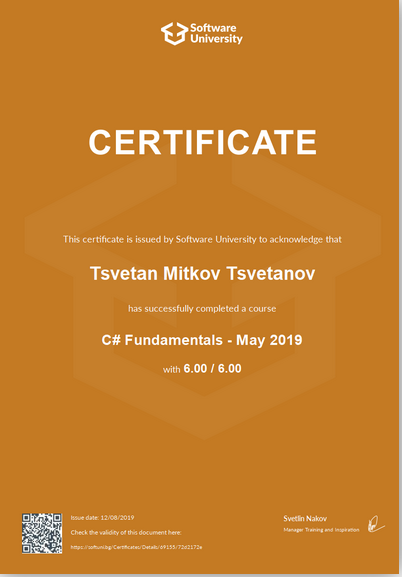 Software
University
CERTIFICATE
This certificate is issued by Software University to acknowledge that
Tsvetan Mitkov Tsvetanov
has successfully completed a course
C# Fundamentals - May 2019
with 6.00 / 6.00
Issue date: 12/08/2019
Check the validity of this document here:
https://softuni.bg/Certificates/Details/69155/72d2172e
Svetlin Nakov
Manager Training and Inspiration